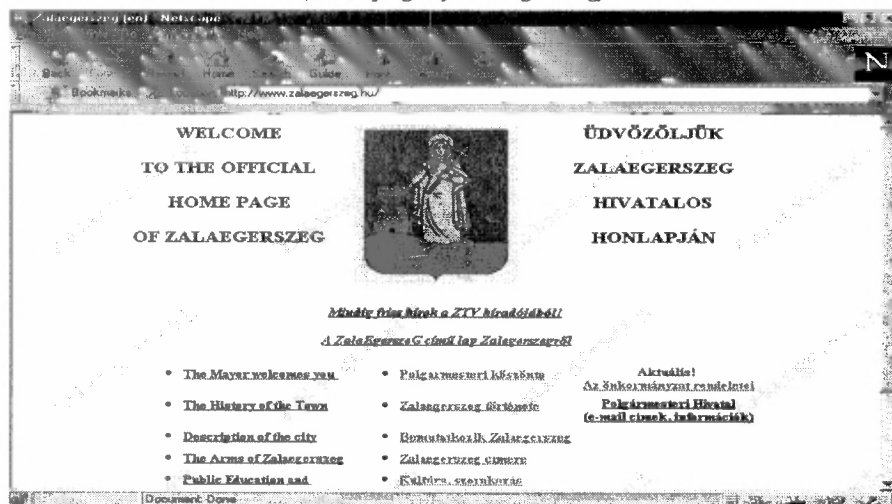 Zalaegerszeg (en) - Netscape
Back Home Guide
Bookmarks http://www.zalaegerszeg.hu/
WELCOME
TO THE OFFICIAL
HOME PAGE
OF ZALAEGERSZEG
ÜDVÖZÖLJÜK
ZALAEGERSZEG
HIVATALOS
HONLAPJÁN
Mindig friss hírek a ZTV híradójából!
A ZalaEgerszeG című lap Zalegerszegről
The Mayor welcomes you
The History of the Town
Description of the city
The Arms of Zalaegerszeg
Public Education and
Polgármesteri köszöntő
Zalaegerszeg története
Bemutatkozik Zalaegerszeg
Zalaegerszeg címere
Kultúra, szórakozás
Aktuális!
Az önkormányzat rendeletei
Polgármesteri Hivatal
(e-mail címek, információk)
Document: Done